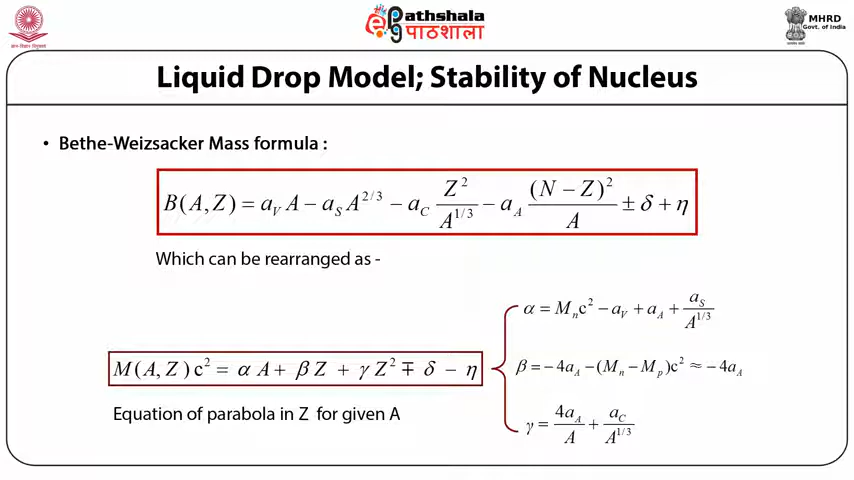 ePathshala
पाठशाला
MHRD
Govt. of India
Liquid Drop Model; Stability of Nucleus
• Bethe-Weizsacker Mass formula :
B(A,Z) = a_V A − a_S A^{2/3} − a_C Z^2/A^{1/3} − a_A (N − Z)^2/A ± δ + η
Which can be rearranged as -
α = M_n c^2 − a_V + a_A + a_S/A^{1/3}
M(A,Z)c^2 = α A + β Z + γ Z^2 ∓ δ − η
β = −4a_A − (M_n − M_p)c^2 ≈ −4a_A
Equation of parabola in Z for given A
γ = 4a_A/A + a_C/A^{1/3}